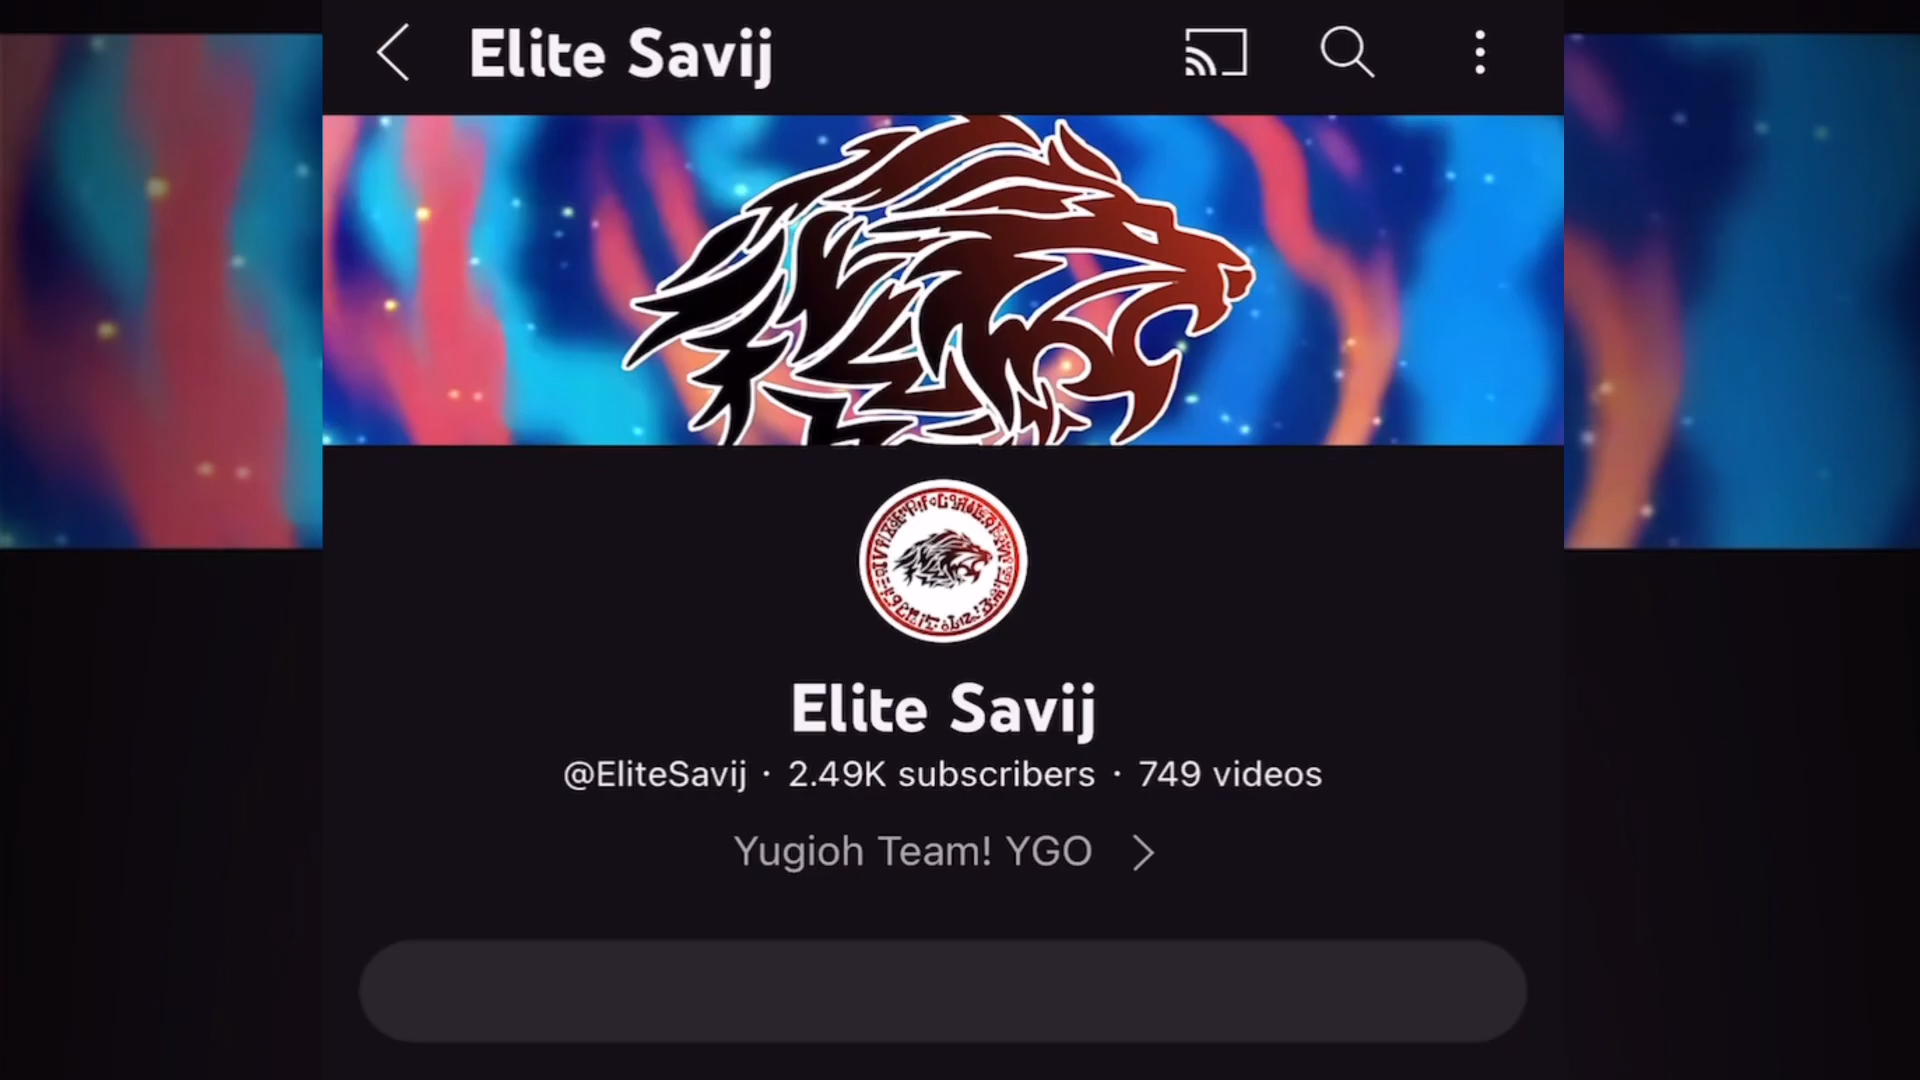 Elite Savij
Elite Savij
@EliteSavij · 2.49K subscribers · 749 videos
Yugioh Team! YGO